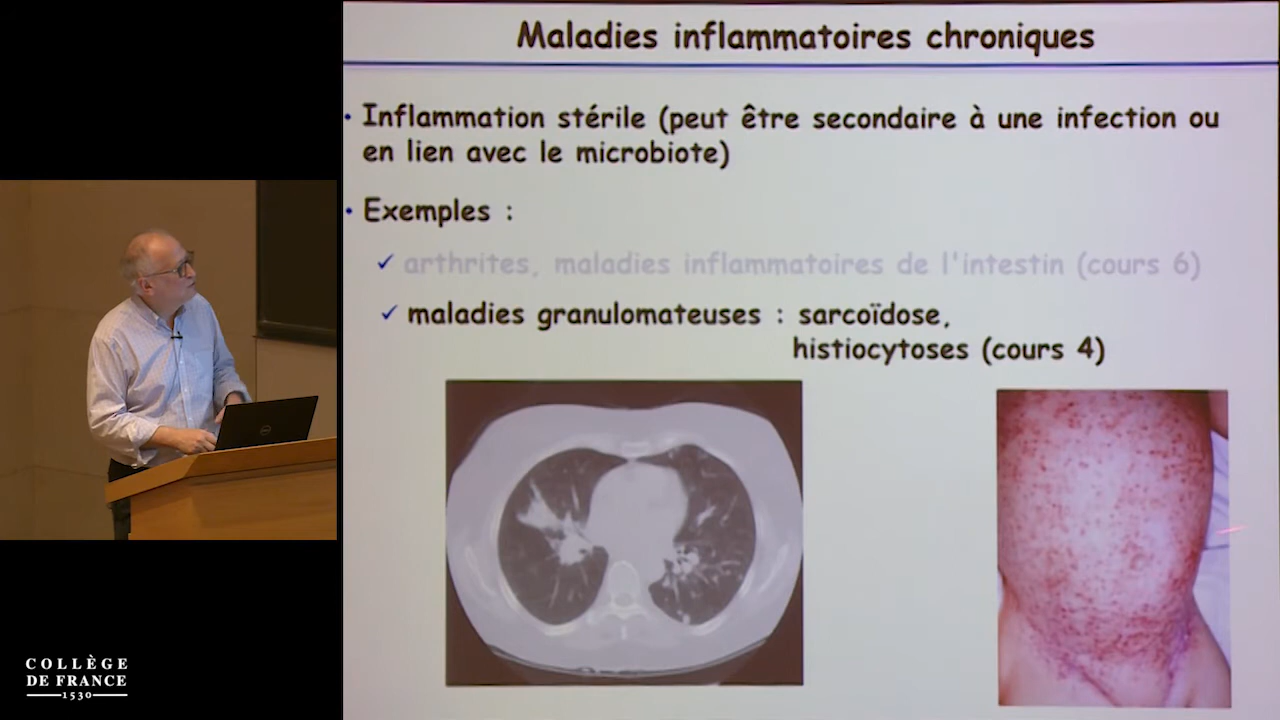 Maladies inflammatoires chroniques
• Inflammation stérile (peut être secondaire à une infection ou
en lien avec le microbiote)
• Exemples :
✓ arthrites, maladies inflammatoires de l'intestin (cours 6)
✓ maladies granulomateuses : sarcoïdose,
histiocytoses (cours 4)
COLLÈGE
DE FRANCE
1530